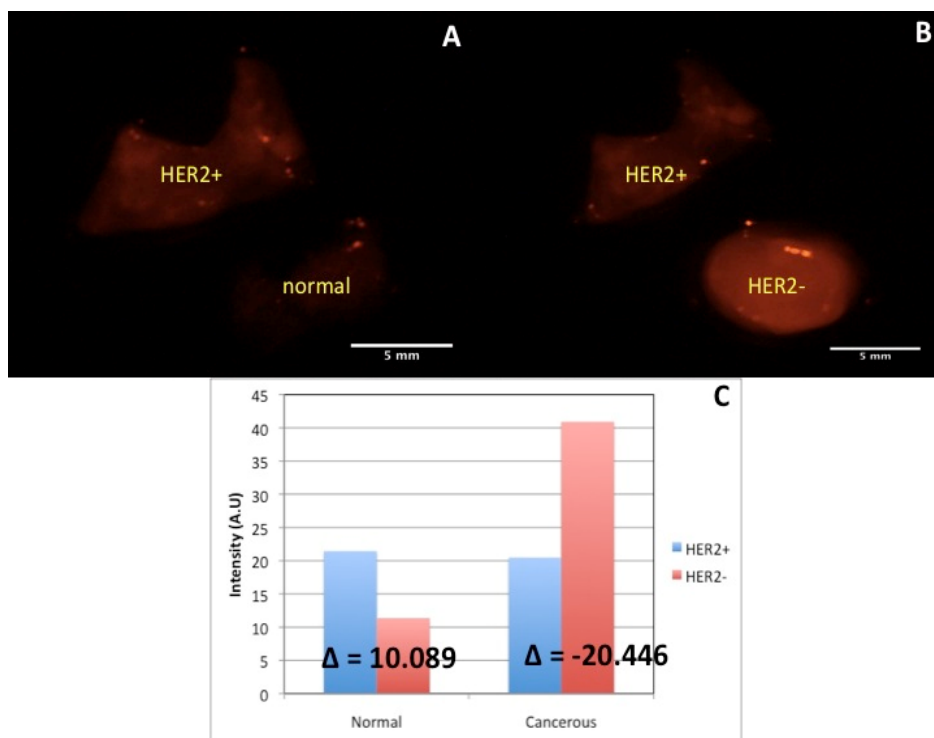 A
HER2+
normal
5 mm
B
HER2+
HER2-
5 mm
C
Intensity (A.U)
45
40
35
30
25
20
15
10
5
0
Δ = 10.089
Δ = -20.446
Normal
Cancerous
HER2+
HER2-